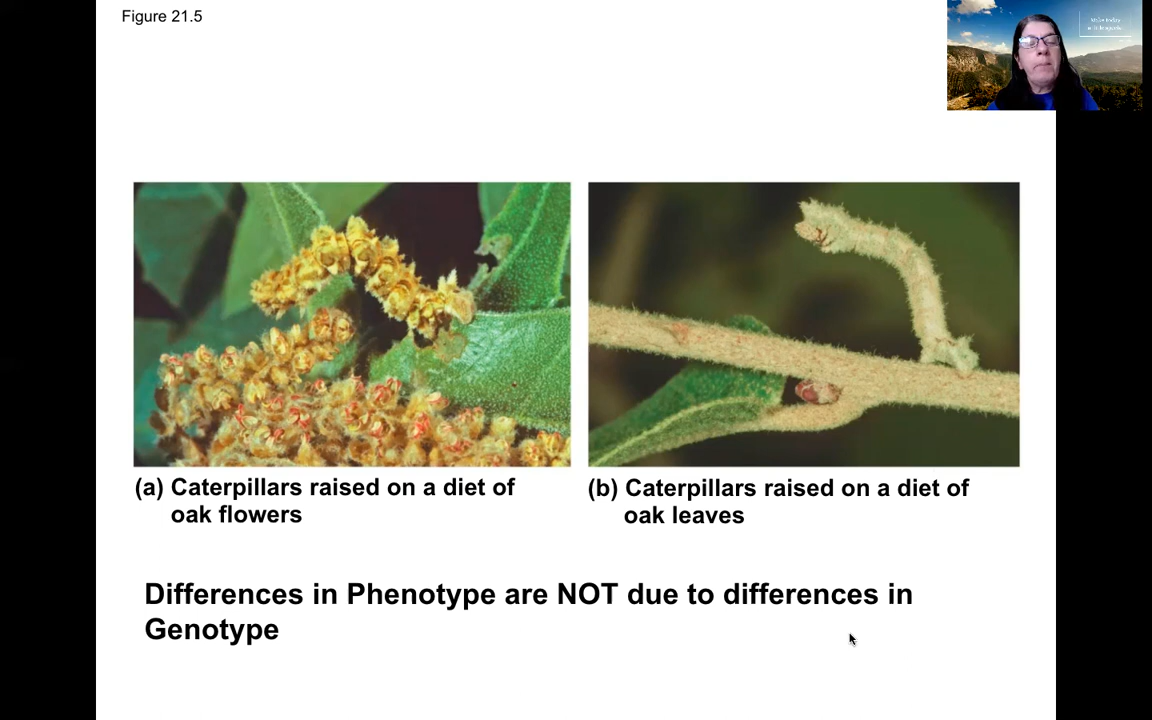 Figure 21.5
(a) Caterpillars raised on a diet of
oak flowers
(b) Caterpillars raised on a diet of
oak leaves
Differences in Phenotype are NOT due to differences in
Genotype